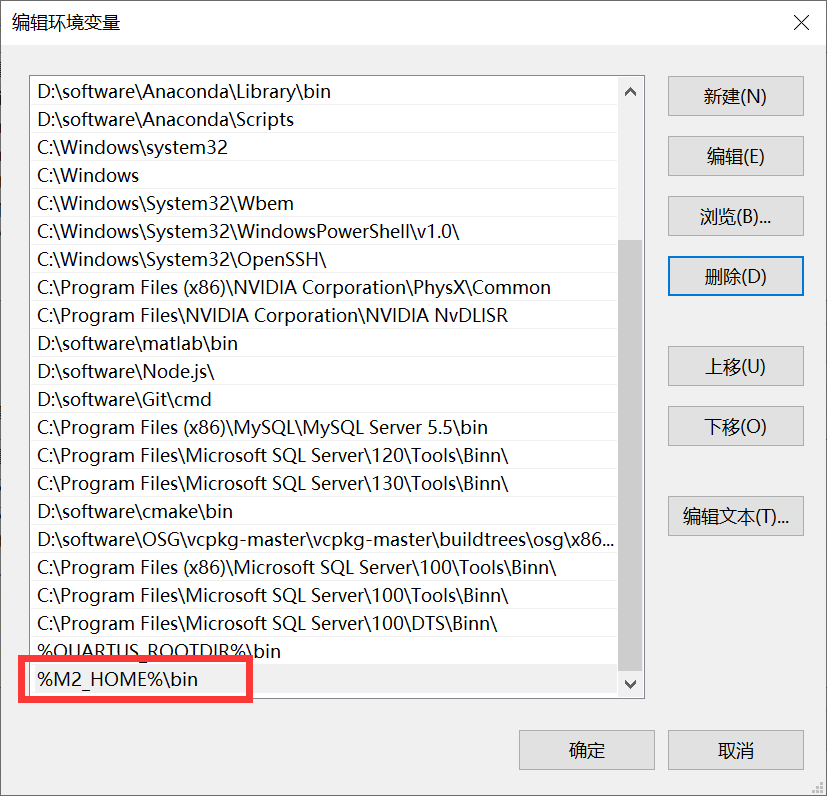 编辑环境变量
D:\software\Anaconda\Library\bin
D:\software\Anaconda\Scripts
C:\Windows\system32
C:\Windows
C:\Windows\System32\Wbem
C:\Windows\System32\WindowsPowerShell\v1.0\
C:\Windows\System32\OpenSSH\
C:\Program Files (x86)\NVIDIA Corporation\PhysX\Common
C:\Program Files\NVIDIA Corporation\NVIDIA NvDLISR
D:\software\matlab\bin
D:\software\Node.js\
D:\software\Git\cmd
C:\Program Files (x86)\MySQL\MySQL Server 5.5\bin
C:\Program Files\Microsoft SQL Server\120\Tools\Binn\
C:\Program Files\Microsoft SQL Server\130\Tools\Binn\
D:\software\cmake\bin
D:\software\OSG\vcpkg-master\vcpkg-master\buildtrees\osg\x86...
C:\Program Files (x86)\Microsoft SQL Server\100\Tools\Binn\
C:\Program Files\Microsoft SQL Server\100\Tools\Binn\
C:\Program Files\Microsoft SQL Server\100\DTS\Binn\
%QUARTUS_ROOTDIR%\bin
%M2_HOME%\bin
新建(N)
编辑(E)
浏览(B)...
删除(D)
上移(U)
下移(O)
编辑文本(T)...
确定
取消